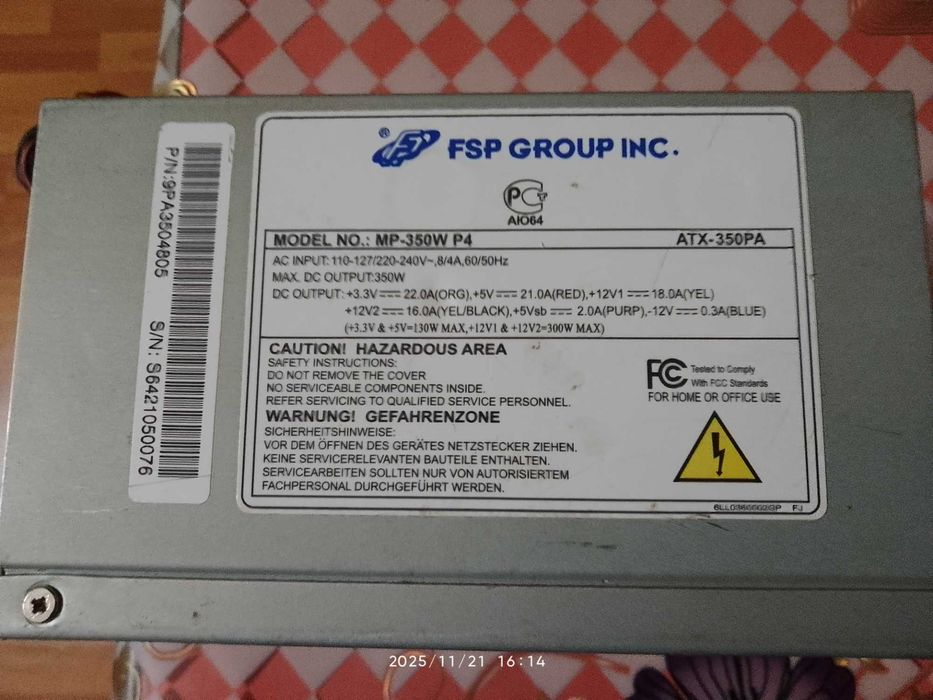 ® FSP GROUP INC.
PCT
АЮ64
MODEL NO.: MP-350W P4 ATX-350PA
AC INPUT: 110-127/220-240V~,8/4A,60/50Hz
MAX. DC OUTPUT:350W
DC OUTPUT: +3.3V 22.0A(ORG),+5V 21.0A(RED),+12V1 18.0A(YEL)
+12V2 16.0A(YEL/BLACK),+5Vsb 2.0A(PURP),-12V 0.3A(BLUE)
(+3.3V & +5V=130W MAX,+12V1 & +12V2=300W MAX)
CAUTION! HAZARDOUS AREA
SAFETY INSTRUCTIONS:
DO NOT REMOVE THE COVER
NO SERVICEABLE COMPONENTS INSIDE.
REFER SERVICING TO QUALIFIED SERVICE PERSONNEL.
WARNUNG! GEFAHRENZONE
SICHERHEITSHINWEISE:
VOR DEM ÖFFNEN DES GERÄTES NETZSTECKER ZIEHEN.
KEINE SERVICERELEVANTEN BAUTEILE ENTHALTEN.
SERVICEARBEITEN SOLLTEN NUR VON AUTORISIERTEM
FACHPERSONAL DURCHGEFÜHRT WERDEN.
FC Tested to Comply
With FCC Standards
FOR HOME OR OFFICE USE
FJ
P/N:9PA3504805 S/N: S6421050076
2025/11/21 16:14